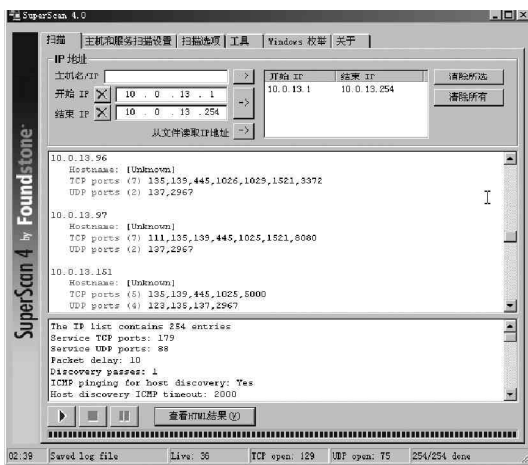 SuperScan 4.0
扫描 主机和服务扫描设置 扫描选项 工具 Windows 枚举 关于
IP 地址
主机名/IP -> 开始 IP 结束 IP 清除所选
开始 IP X 10 . 0 . 13 . 1 -> 10.0.13.1 10.0.13.254 清除所有
结束 IP X 10 . 0 . 13 .254
从文件读取IP地址 ->
10.0.13.96
Hostname: [Unknown]
TCP ports (7) 135,139,445,1026,1029,1521,3372
UDP ports (2) 137,2967
10.0.13.97
Hostname: [Unknown]
TCP ports (7) 111,135,139,445,1025,1521,8080
UDP ports (2) 137,2967
10.0.13.151
Hostname: [Unknown]
TCP ports (5) 135,139,445,1025,5000
UDP ports (4) 123,135,137,2967
The IP list contains 254 entries
Service TCP ports: 179
Service UDP ports: 88
Packet delay: 10
Discovery passes: 1
ICMP pinging for host discovery: Yes
Host discovery ICMP timeout: 2000
查看HTML结果(V)
02:39 Saved log file Live: 36 TCP open: 129 UDP open: 75 254/254 done
SuperScan 4 by Foundstone